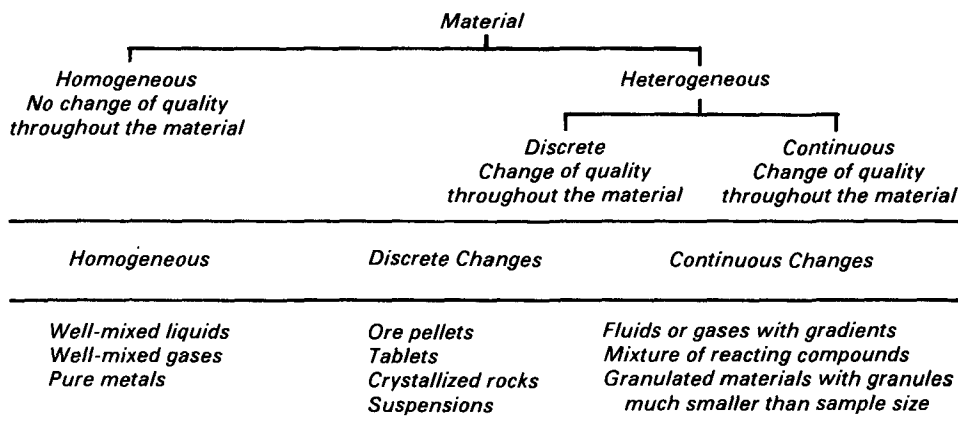 Material
Homogeneous
No change of quality
throughout the material
Heterogeneous
Discrete
Change of quality
throughout the material
Continuous
Change of quality
throughout the material
Homogeneous
Discrete Changes
Continuous Changes
Well-mixed liquids
Well-mixed gases
Pure metals
Ore pellets
Tablets
Crystallized rocks
Suspensions
Fluids or gases with gradients
Mixture of reacting compounds
Granulated materials with granules
much smaller than sample size